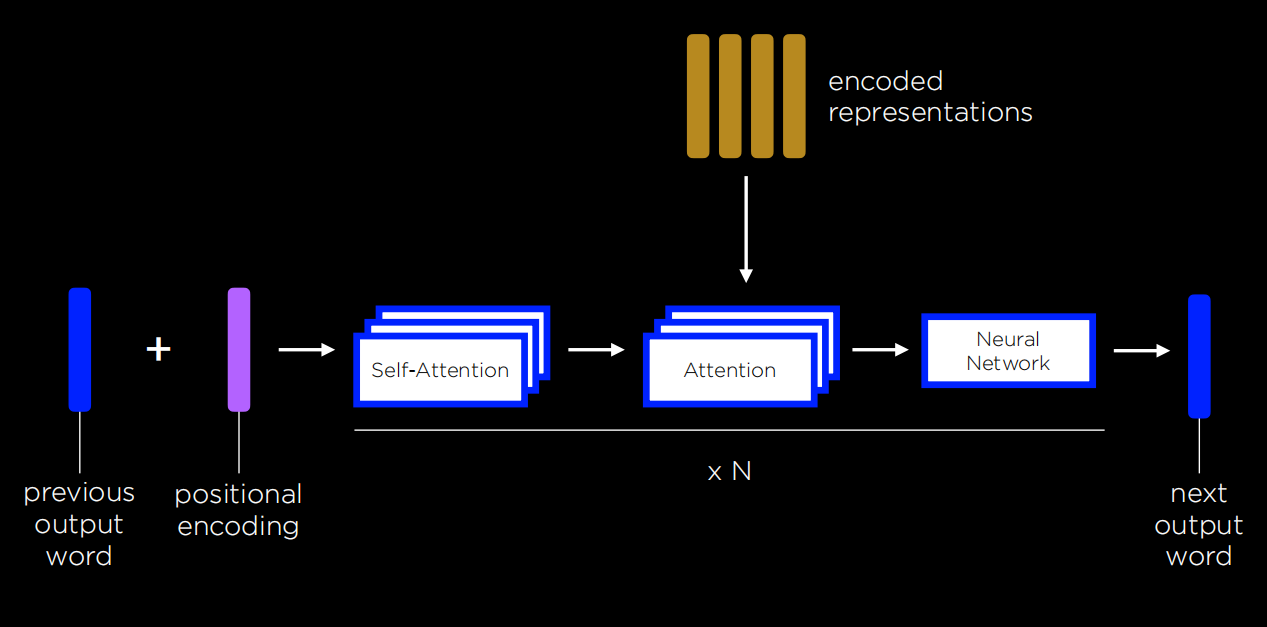 encoded
representations
+
Self-Attention
Attention
Neural
Network
x N
previous
output
word
positional
encoding
next
output
word